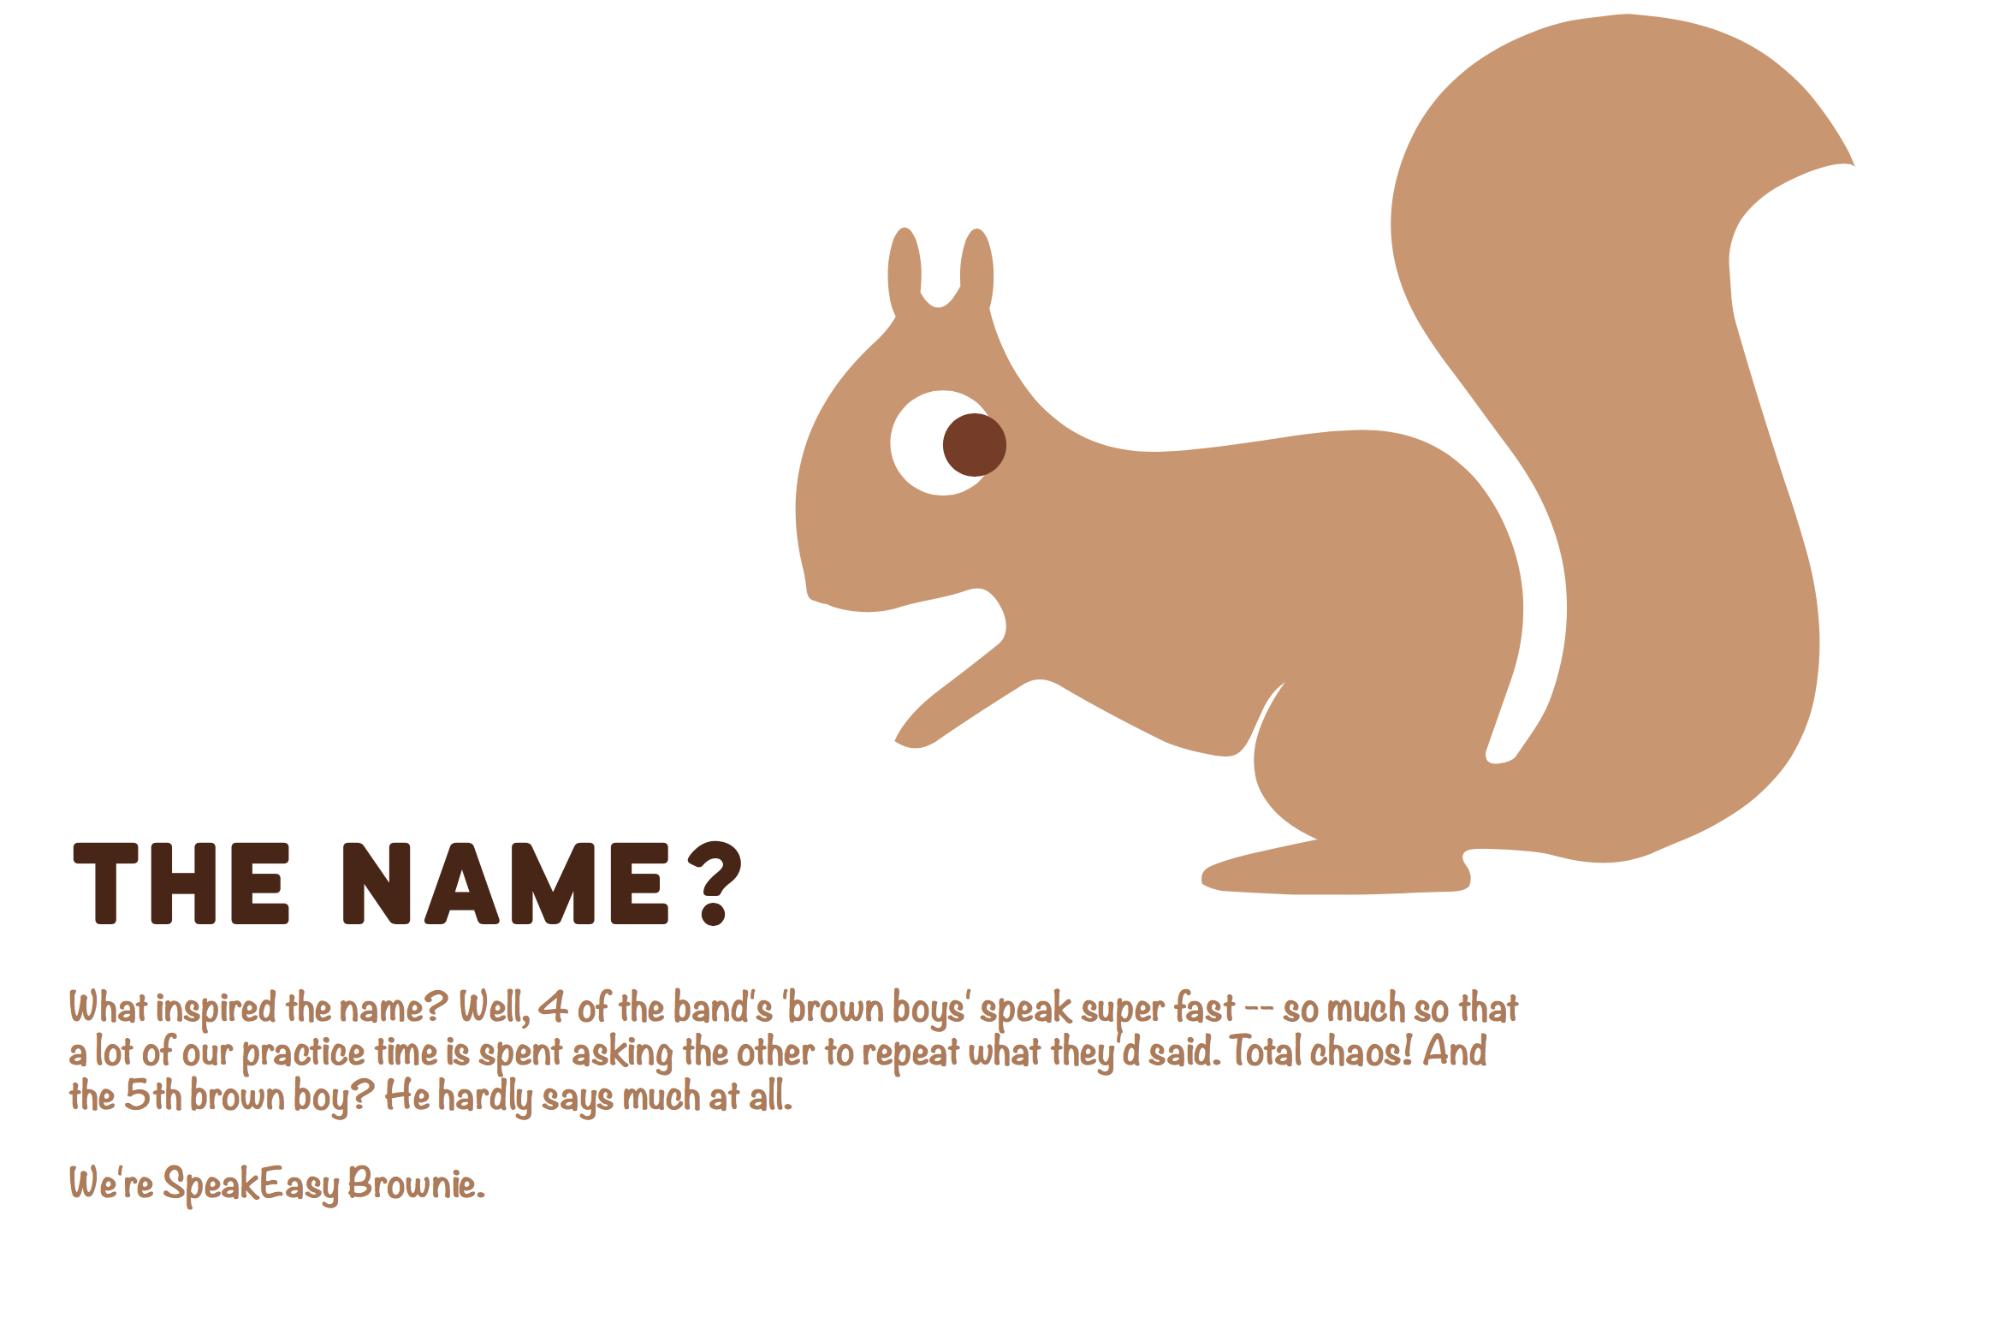 THE NAME?
What inspired the name? Well, 4 of the band's 'brown boys' speak super fast -- so much so that
a lot of our practice time is spent asking the other to repeat what they'd said. Total chaos! And
the 5th brown boy? He hardly says much at all.
We're SpeakEasy Brownie.